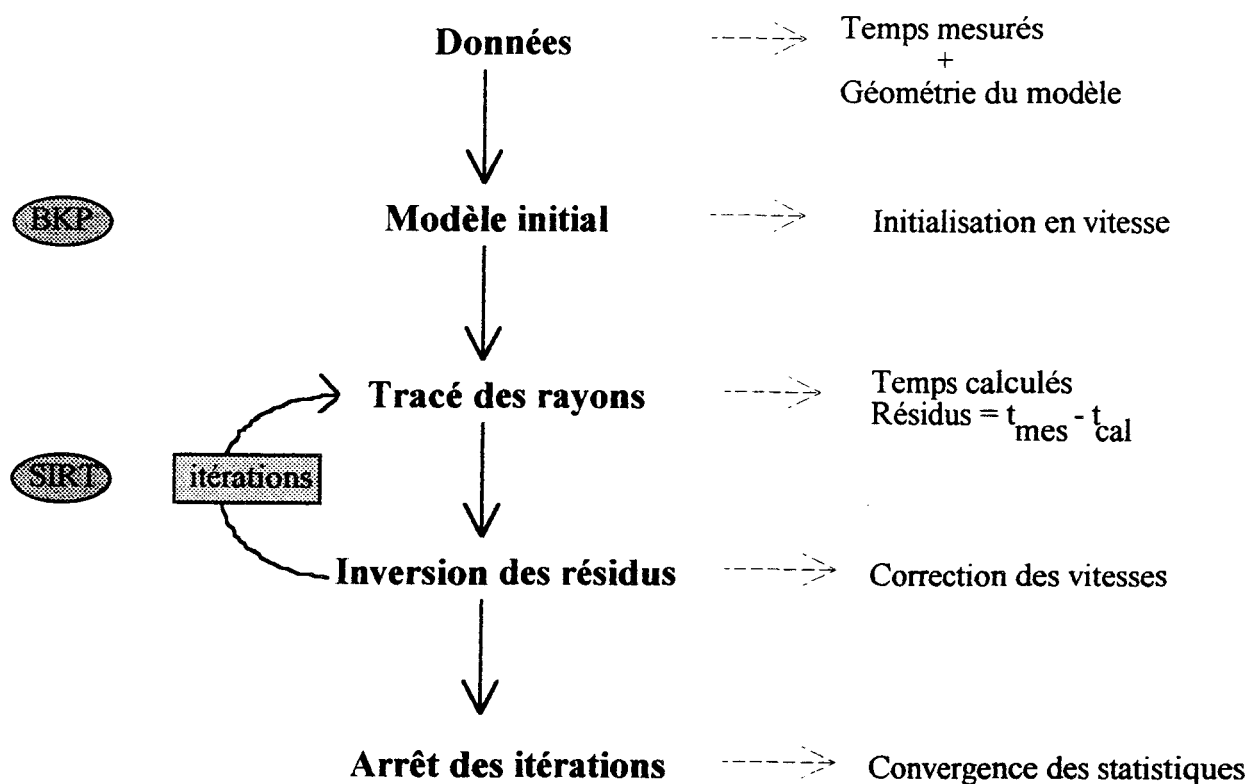 Données
Temps mesurés
+
Géométrie du modèle
BKP
Modèle initial
Initialisation en vitesse
Tracé des rayons
Temps calculés
Résidus = t_mes - t_cal
SIRT
itérations
Inversion des résidus
Correction des vitesses
Arrêt des itérations
Convergence des statistiques